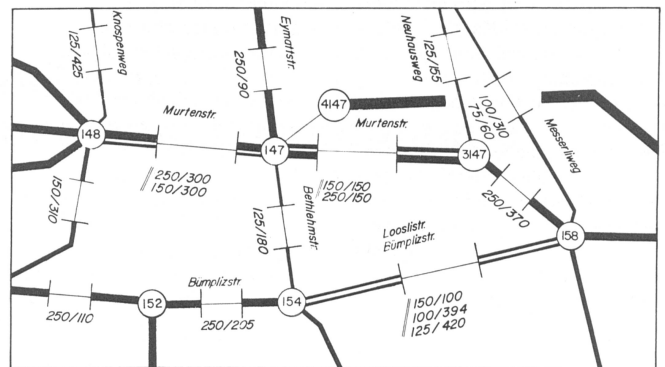 Knospenweg
125/425
Eymattstr.
250/90
Neuhausweg
125/155
100/310
75/60
Messerliweg
4147
Murtenstr.
Murtenstr.
148
147
3147
250/300
150/300
150/150
250/150
150/310
Bethlehmstr.
125/180
250/370
Looslistr.
Bümplizstr.
158
Bümplizstr.
152
154
250/110
250/205
150/100
100/394
125/420